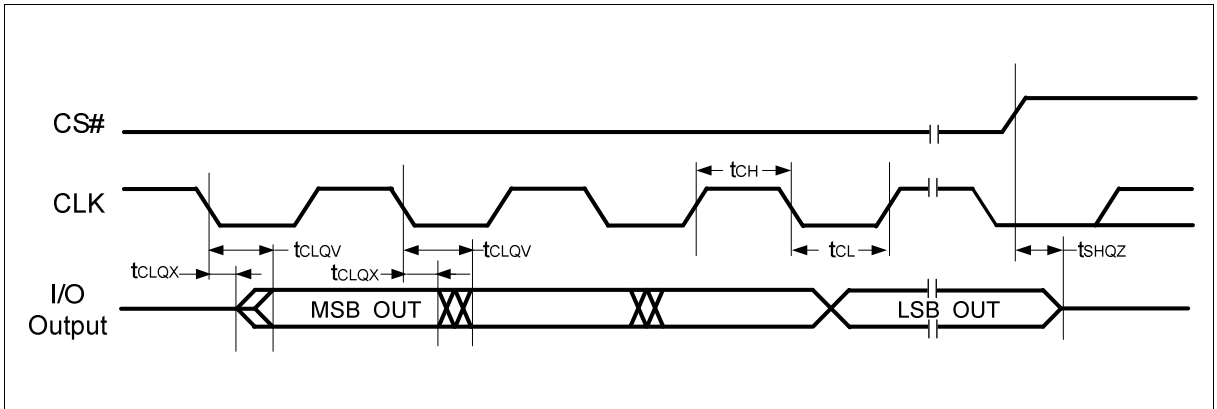 CS#
CLK
tCH
tCLQV
tCLQV
tCL
tSHQZ
tCLQX
tCLQX
I/O
Output
MSB OUT
LSB OUT